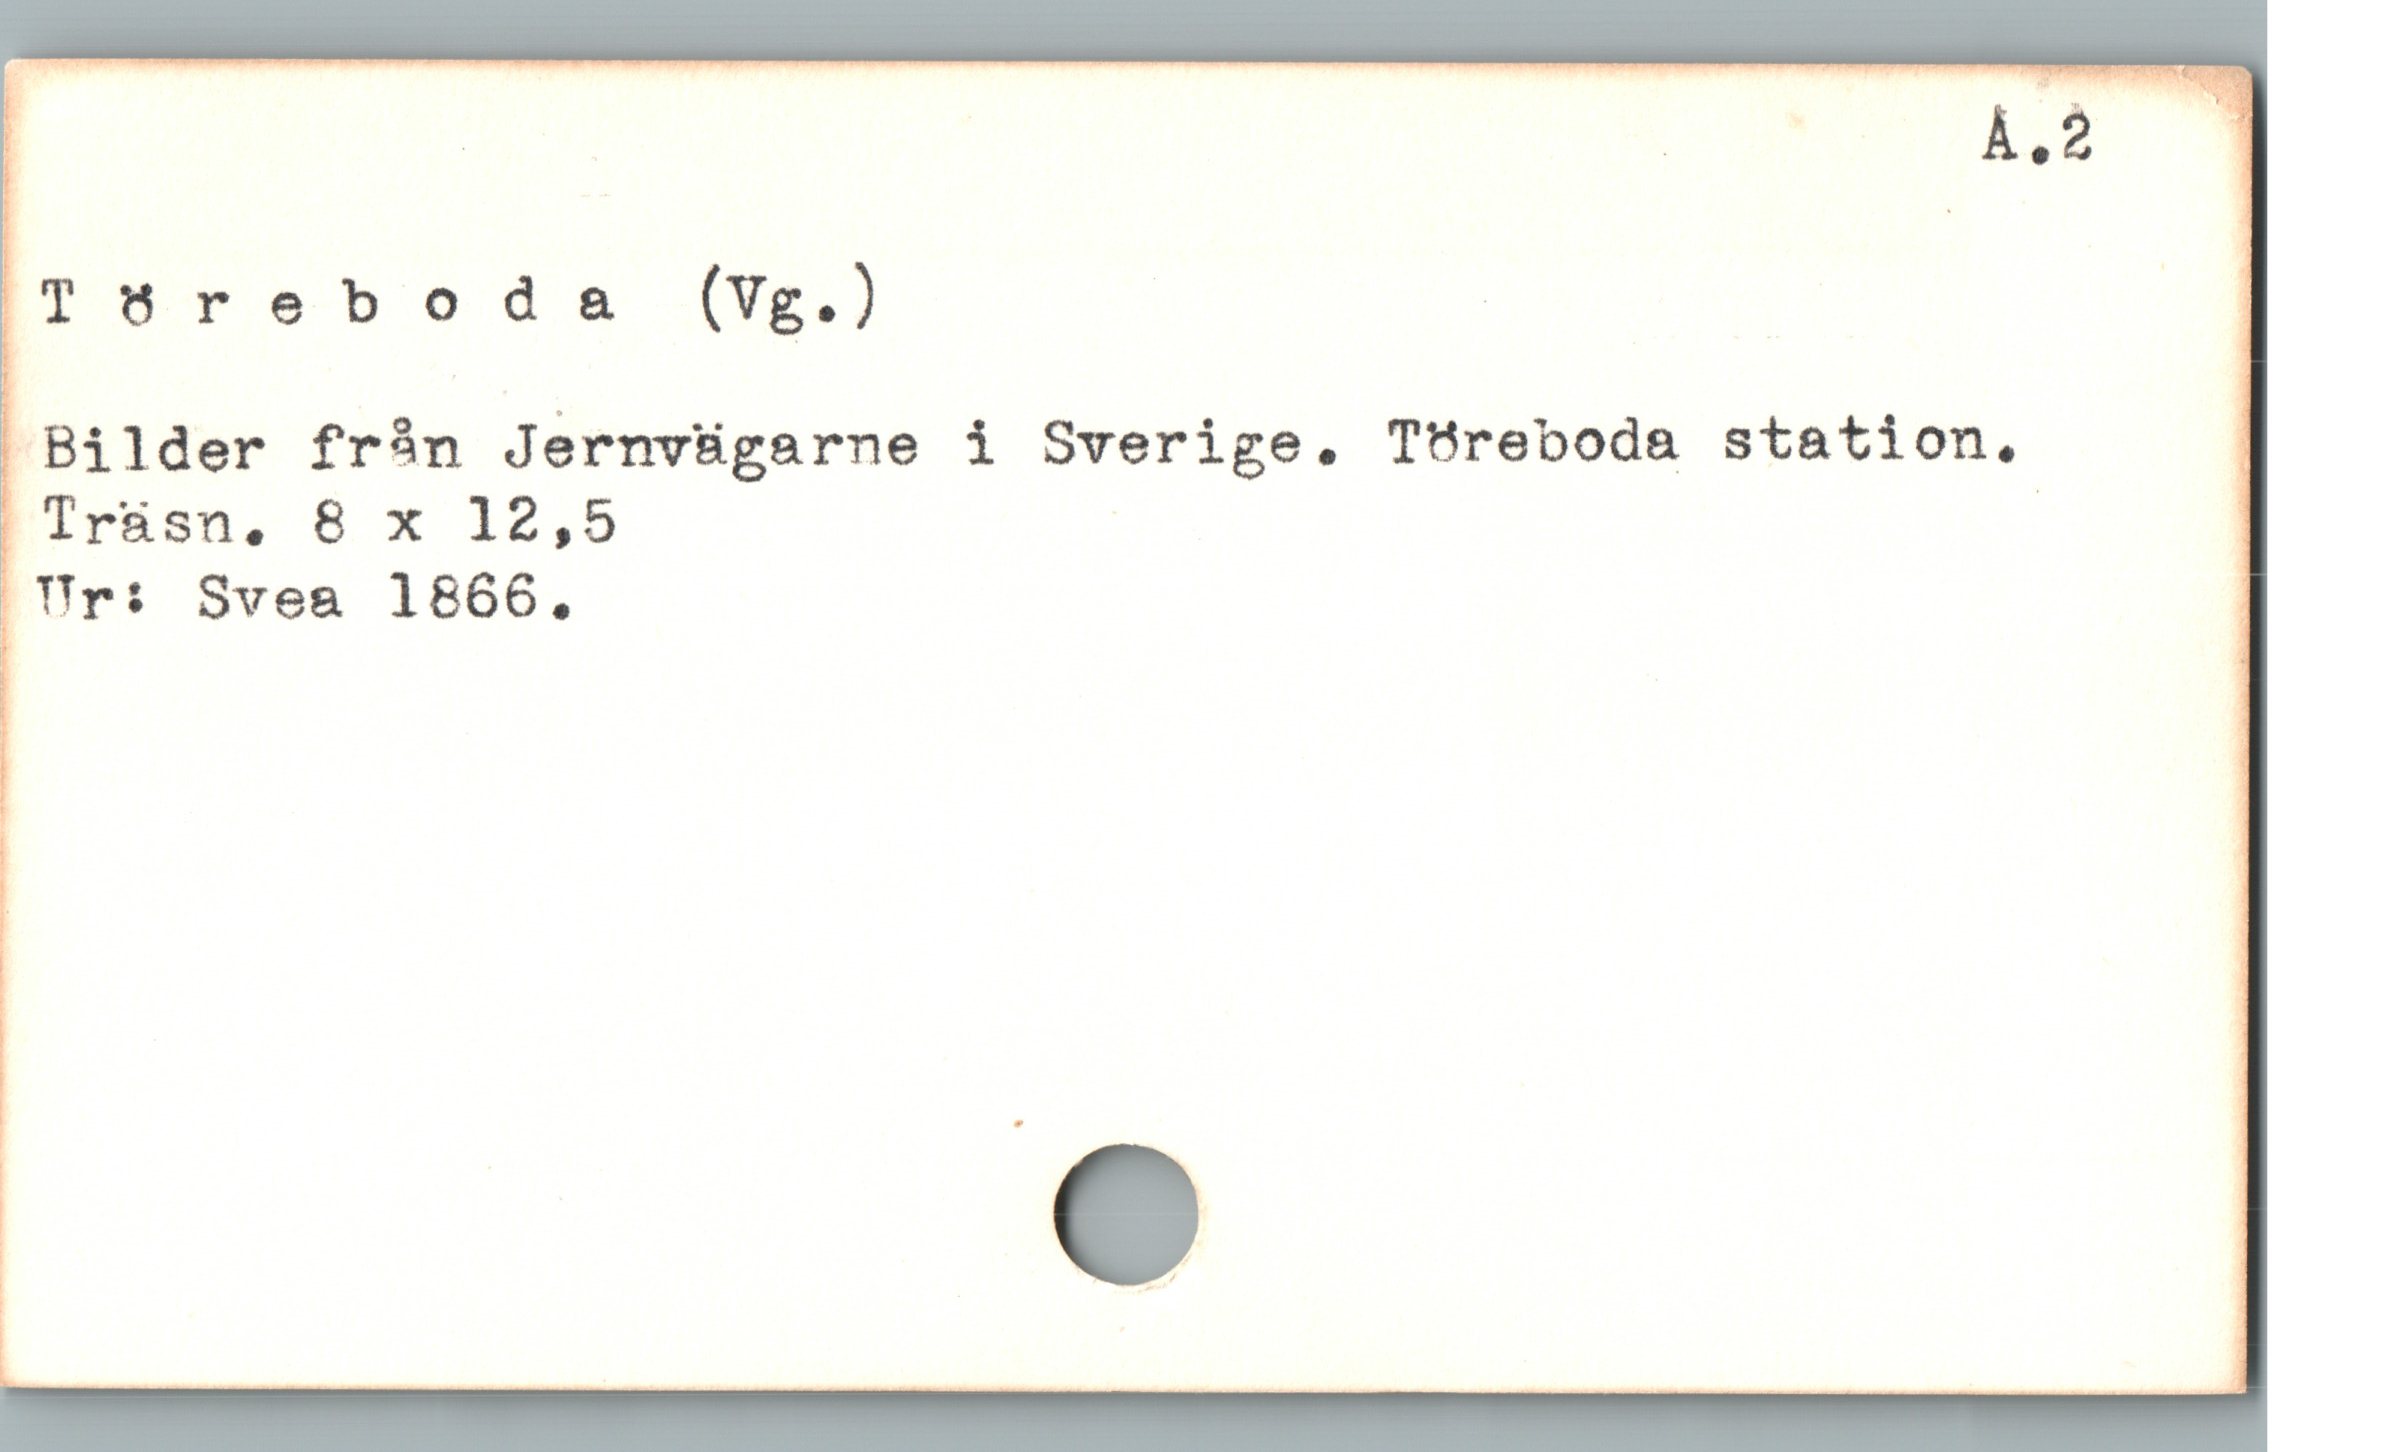 A.2
T ö r e b o d a (Vg.)
Bilder från Jernvägarne i Sverige. Töreboda station.
Träsn. 8 x 12,5
Ur: Svea 1866.